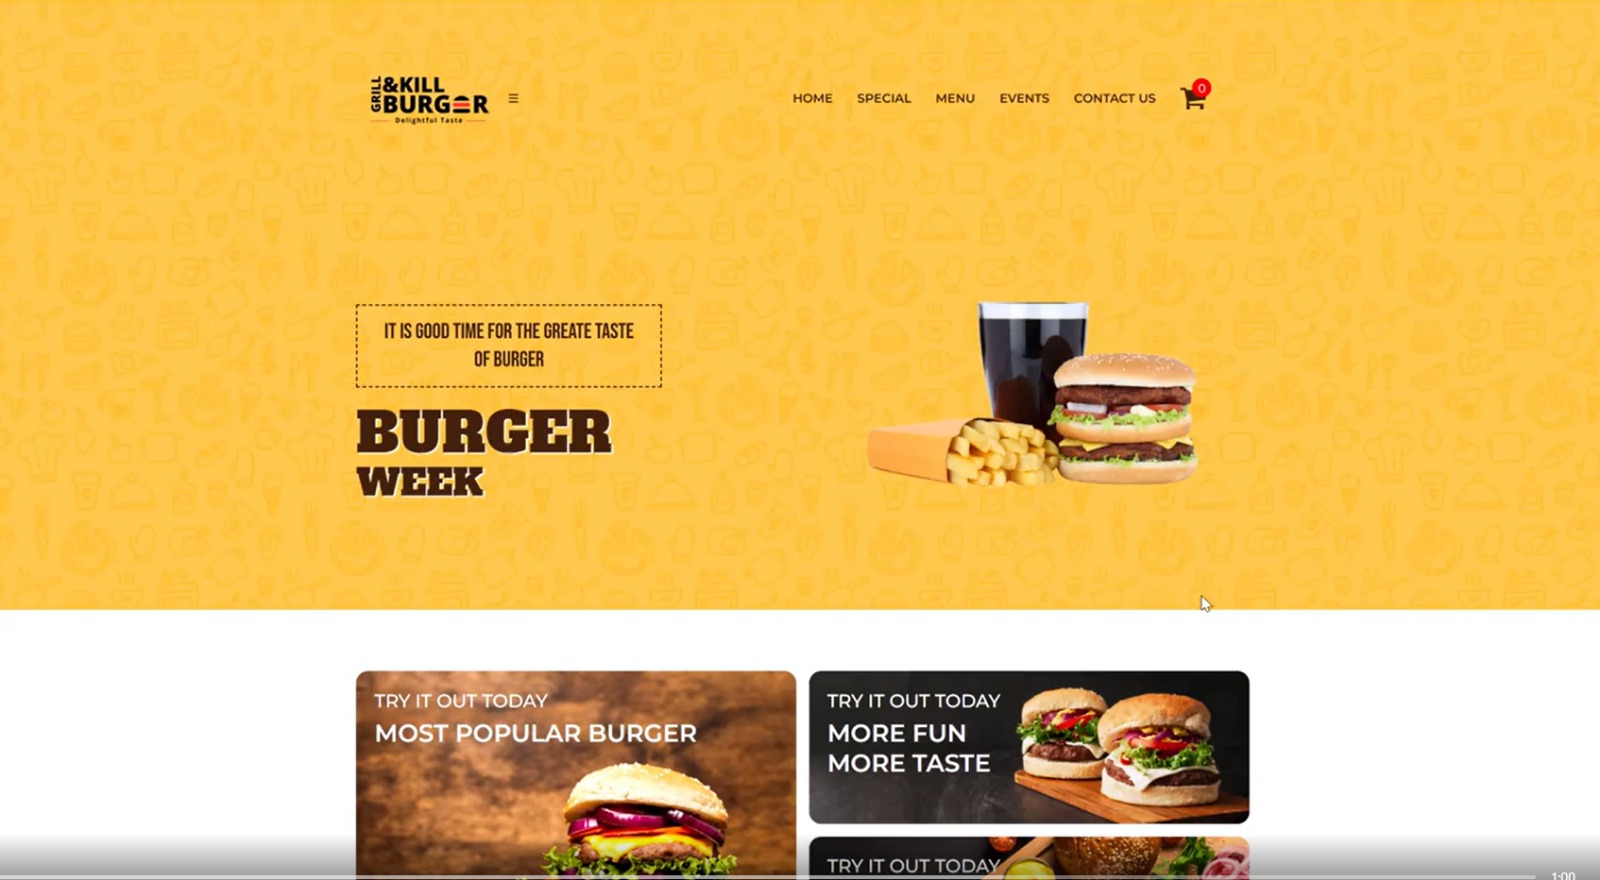 GRILL
&KILL
BURGER
Delightful Taste
HOME SPECIAL MENU EVENTS CONTACT US 0
IT IS GOOD TIME FOR THE GREATE TASTE
OF BURGER
BURGER
WEEK
TRY IT OUT TODAY
MOST POPULAR BURGER
TRY IT OUT TODAY
MORE FUN
MORE TASTE
TRY IT OUT TODAY
1:00